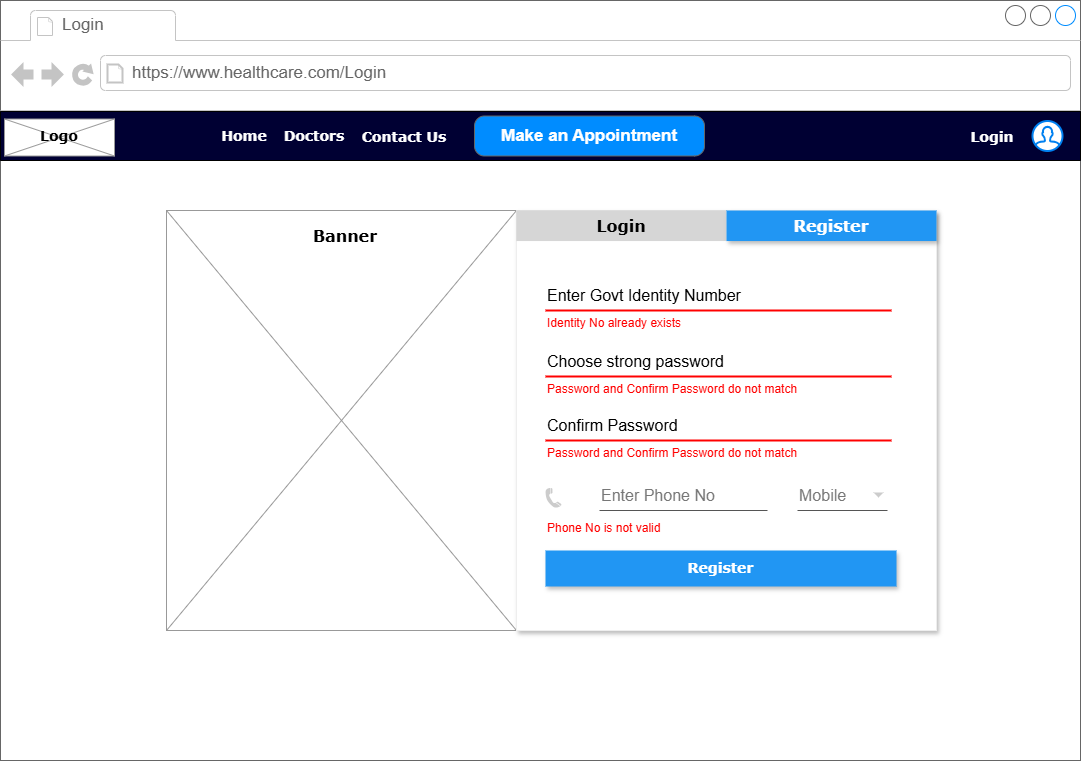 Login
https://www.healthcare.com/Login
Logo Home Doctors Contact Us Make an Appointment Login
Banner
Login Register
Enter Govt Identity Number
Identity No already exists
Choose strong password
Password and Confirm Password do not match
Confirm Password
Password and Confirm Password do not match
Enter Phone No Mobile
Phone No is not valid
Register